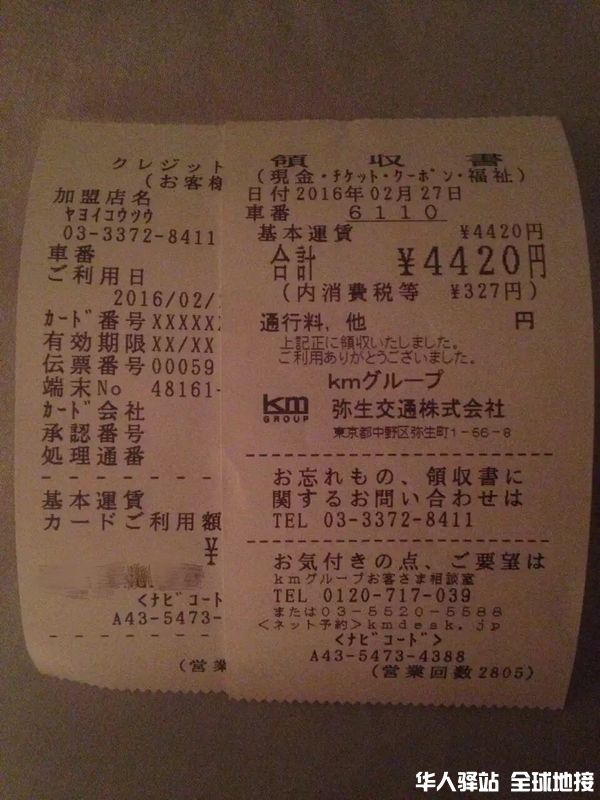 クレジット
(お客様
加盟店名
ﾔﾖｲｺｳﾂｳ
03-3372-8411
車番
ご利用日
2016/02/
ｶｰﾄﾞ番号XXXXXX
有効期限XX/XX
伝票番号00059
端末No 48161-
ｶｰﾄﾞ会社
承認番号
処理通番
基本運賃
カードご利用額
¥
<ﾅﾋﾞｺｰﾄﾞ
A43-5473-
(営業
領収書
(現金・ﾁｹｯﾄ・ｸｰﾎﾟﾝ・福祉)
日付2016年02月27日
車番 6110
基本運賃 ¥4420円
合計 ¥4420円
(内消費税等 ¥327円)
通行料,他 円
上記正に領収いたしました。
ご利用ありがとうございました。
kmグループ
km GROUP 弥生交通株式会社
東京都中野区弥生町1-56-8
お忘れもの、領収書に
関するお問い合わせは
TEL 03-3372-8411
お気付きの点、ご要望は
kmグループお客さま相談室
TEL 0120-717-039
または03-5520-5588
<ネット予約>kmdesk.jp
<ﾅﾋﾞｺｰﾄﾞ>
A43-5473-4388
(営業回数2805)
华人驿站 全球地接